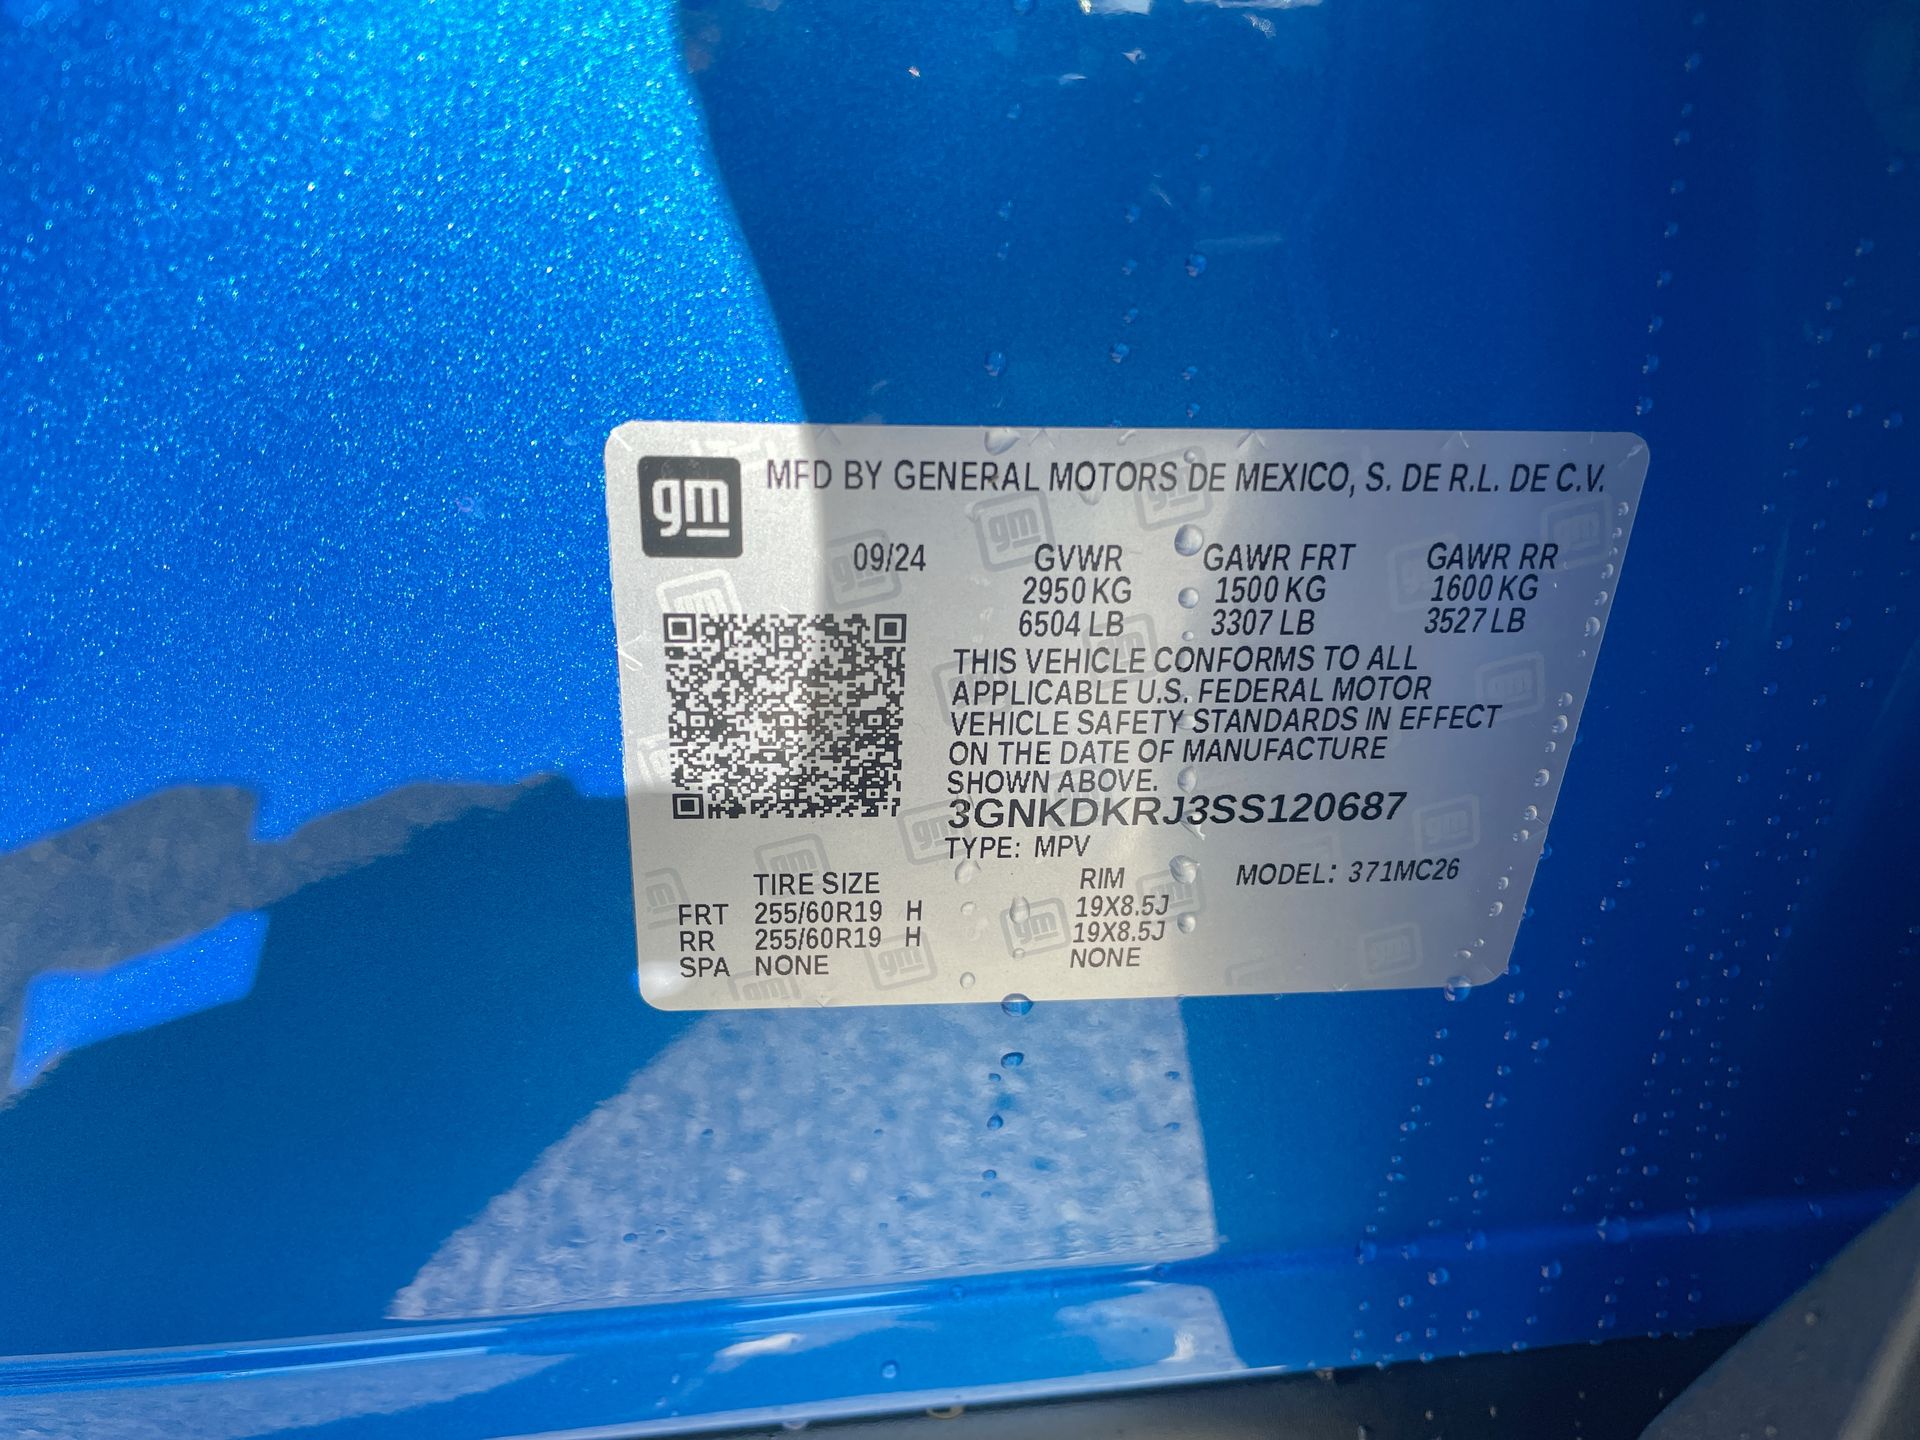 gm
MFD BY GENERAL MOTORS DE MEXICO, S. DE R.L. DE C.V.
09/24 GVWR GAWR FRT GAWR RR
2950 KG 1500 KG 1600 KG
6504 LB 3307 LB 3527 LB
THIS VEHICLE CONFORMS TO ALL
APPLICABLE U.S. FEDERAL MOTOR
VEHICLE SAFETY STANDARDS IN EFFECT
ON THE DATE OF MANUFACTURE
SHOWN ABOVE.
3GNKDKRJ3SS120687
TYPE: MPV
MODEL: 371MC26
TIRE SIZE RIM
FRT 255/60R19 H 19X8.5J
RR 255/60R19 H 19X8.5J
SPA NONE NONE